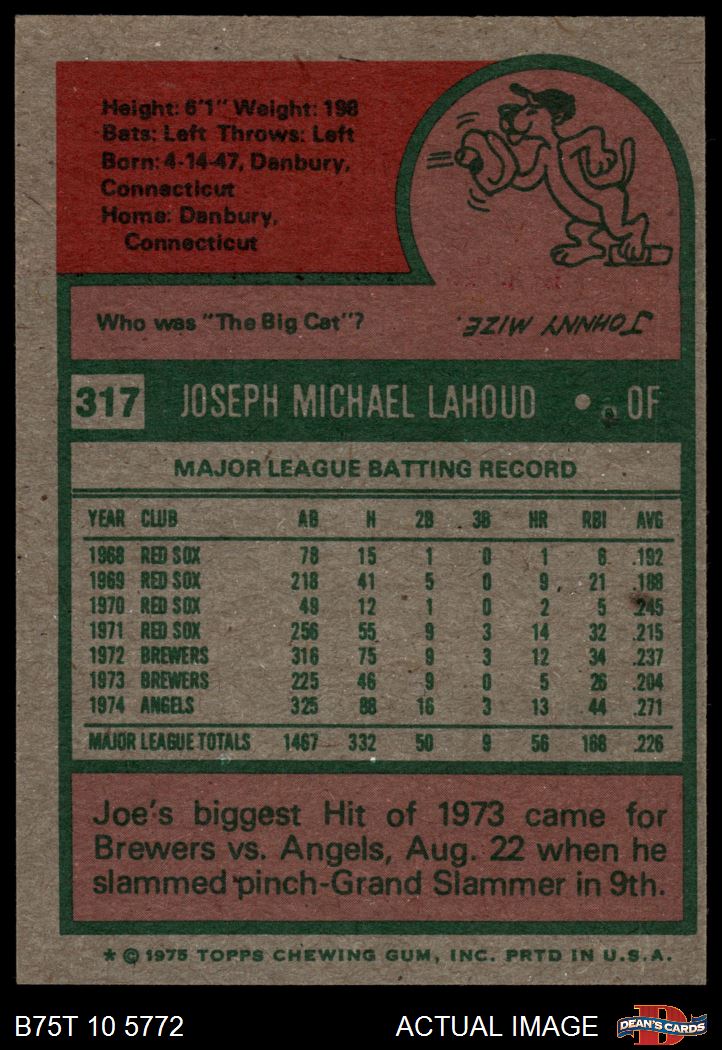 Height: 6'1" Weight: 198
Bats: Left Throws: Left
Born: 4-14-47, Danbury,
Connecticut
Home: Danbury,
Connecticut
Who was "The Big Cat"?
JOHNNY MIZE.
317 JOSEPH MICHAEL LAHOUD • OF
MAJOR LEAGUE BATTING RECORD
YEAR CLUB AB H 2B 3B HR RBI AVG
1968 RED SOX 78 15 1 0 1 6 .192
1969 RED SOX 218 41 5 0 9 21 .188
1970 RED SOX 49 12 1 0 2 5 .245
1971 RED SOX 256 55 9 3 14 32 .215
1972 BREWERS 316 75 9 3 12 34 .237
1973 BREWERS 225 46 9 0 5 26 .204
1974 ANGELS 325 88 16 3 13 44 .271
MAJOR LEAGUE TOTALS 1467 332 50 9 56 168 .226
Joe's biggest Hit of 1973 came for
Brewers vs. Angels, Aug. 22 when he
slammed pinch-Grand Slammer in 9th.
* © 1975 TOPPS CHEWING GUM, INC. PRTD IN U.S.A.
B75T 10 5772 ACTUAL IMAGE D DEAN'S CARDS